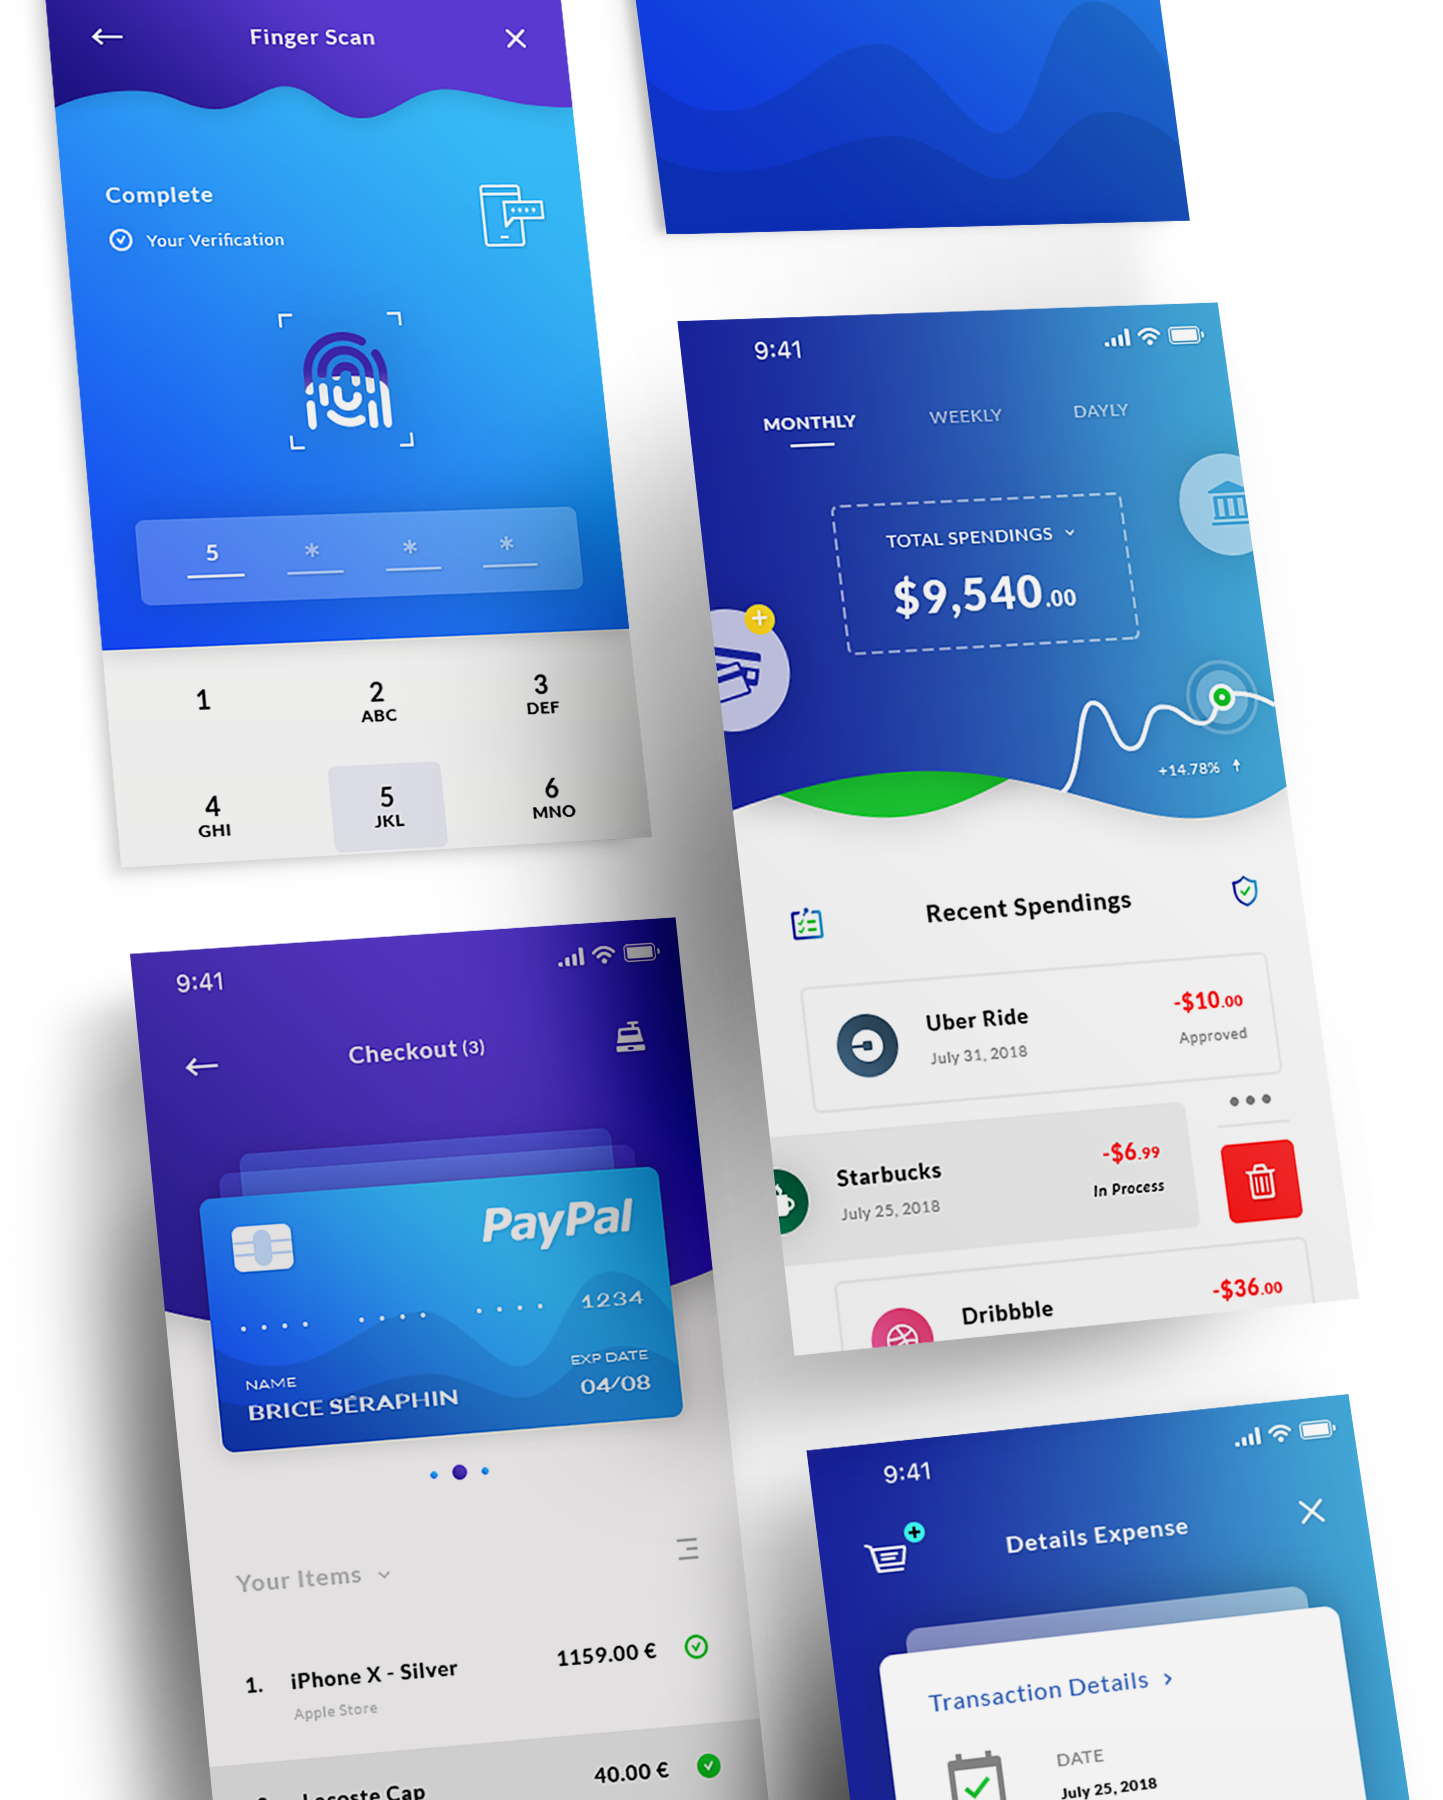 Finger Scan
Complete
Your Verification
5 * * *
1
2
ABC
3
DEF
4
GHI
5
JKL
6
MNO
9:41
MONTHLY WEEKLY DAYLY
TOTAL SPENDINGS
$9,540.00
+14.78%
Recent Spendings
Uber Ride -$10.00
July 31, 2018 Approved
Starbucks -$6.99
July 25, 2018 In Process
Dribbble -$36.00
9:41
Checkout (3)
PayPal
1234
NAME EXP DATE
BRICE SÉRAPHIN 04/08
Your Items
1. iPhone X - Silver 1159.00 €
Apple Store
Lacoste Cap 40.00 €
9:41
Details Expense
Transaction Details
DATE
July 25, 2018